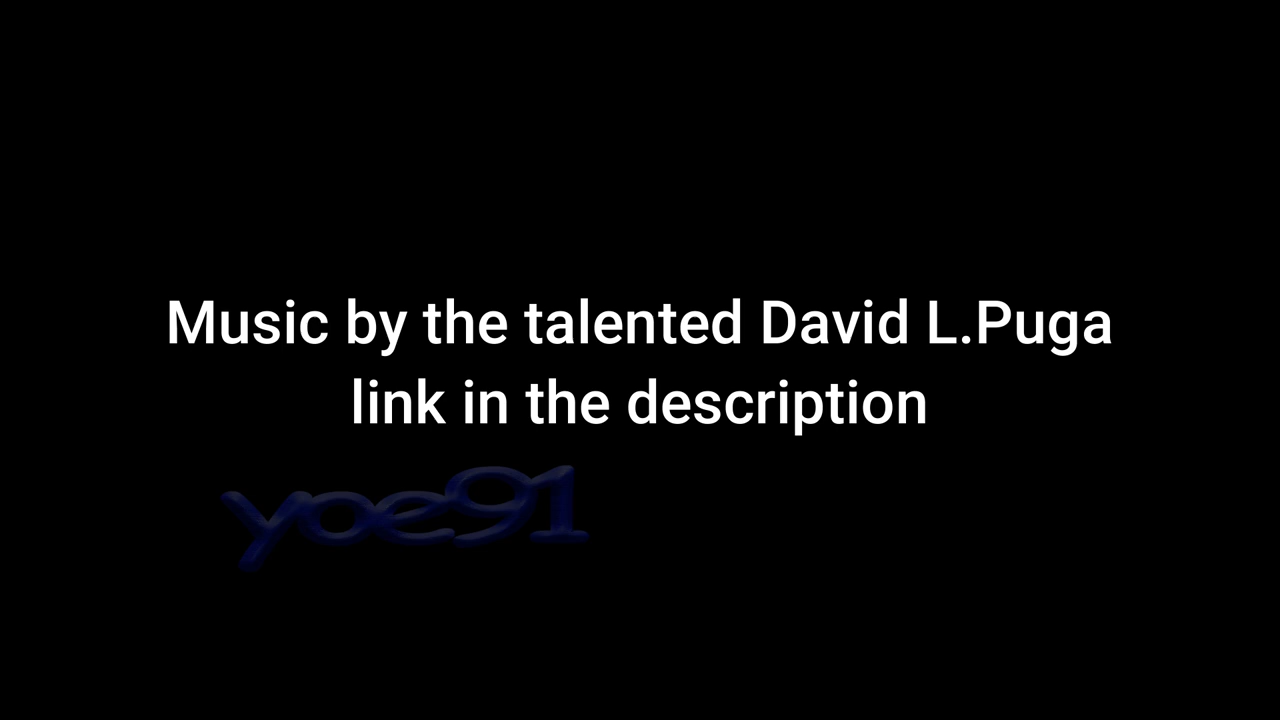 Music by the talented David L.Puga
link in the description
yoe91